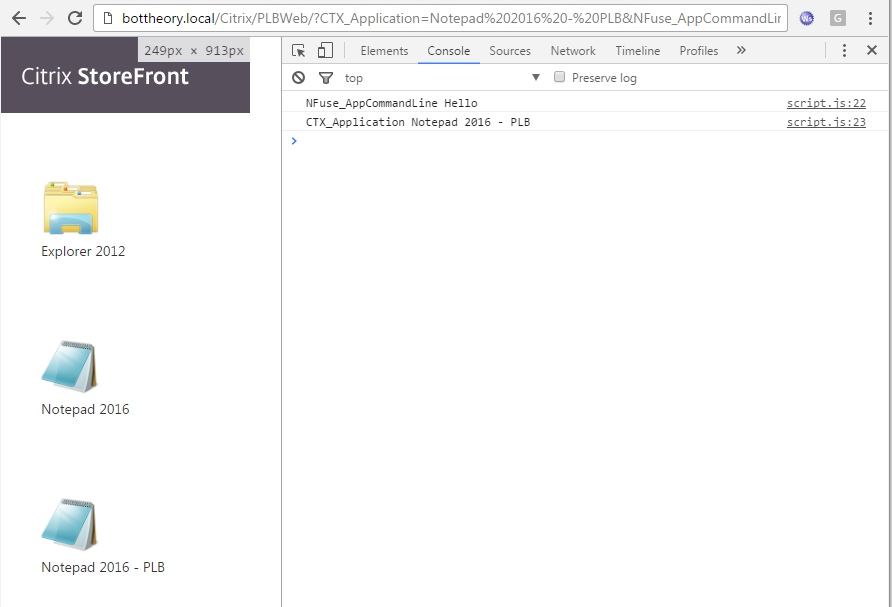 bottheory.local/Citrix/PLBWeb/?CTX_Application=Notepad%202016%20-%20PLB&NFuse_AppCommandLin
Ws
G
249px × 913px
Citrix StoreFront
Elements Console Sources Network Timeline Profiles »
top ▼ Preserve log
NFuse_AppCommandLine Hello script.js:22
CTX_Application Notepad 2016 - PLB script.js:23
Explorer 2012
Notepad 2016
Notepad 2016 - PLB